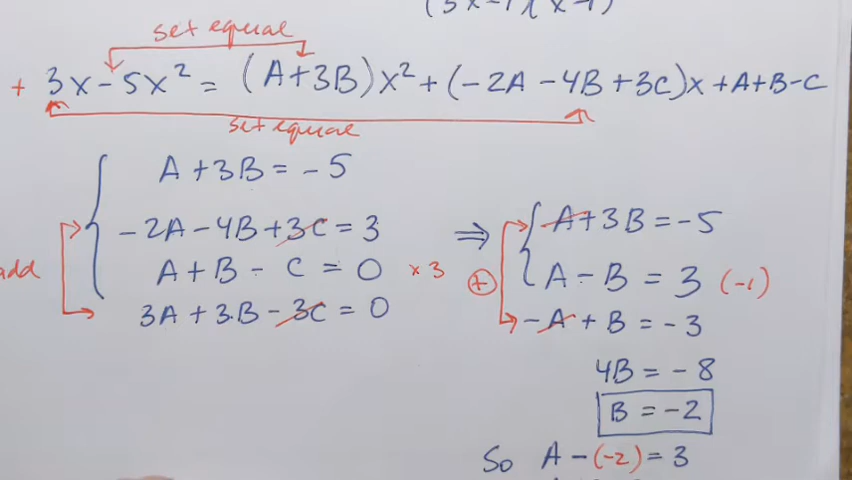 (3x-1)(x-1)
set equal
+ 3x - 5x² = (A+3B)x² + (-2A - 4B + 3C)x + A+B-C
set equal
A + 3B = -5
-2A - 4B + 3C = 3
add A + B - C = 0 ×3
3A + 3B - 3C = 0
⇒ A + 3B = -5
(+) A - B = 3 (-1)
-A + B = -3
4B = -8
B = -2
So A - (-2) = 3